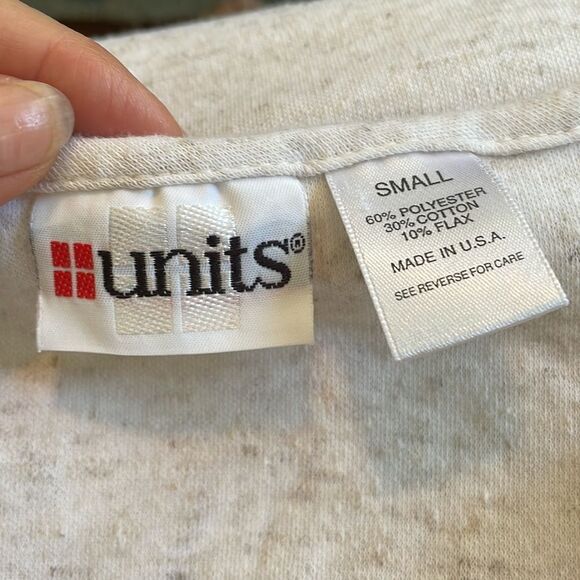 units®
SMALL
60% POLYESTER
30% COTTON
10% FLAX
MADE IN U.S.A.
SEE REVERSE FOR CARE